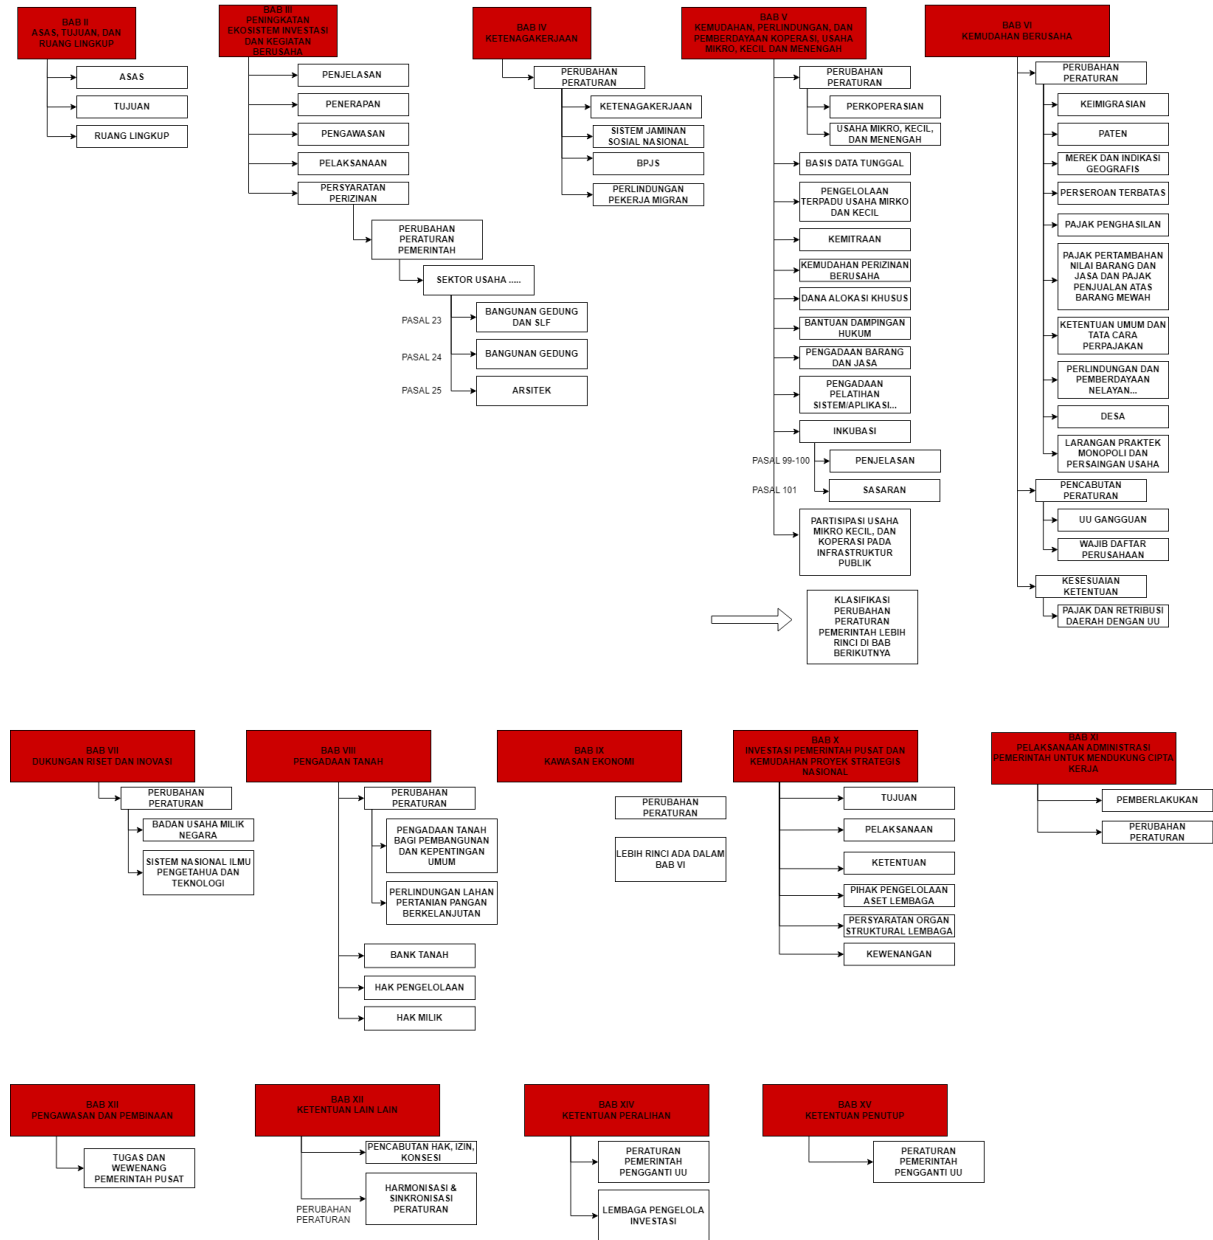 BAB II
ASAS, TUJUAN, DAN
RUANG LINGKUP
ASAS
TUJUAN
RUANG LINGKUP
BAB III
PENINGKATAN
EKOSISTEM INVESTASI
DAN KEGIATAN
BERUSAHA
PENJELASAN
PENERAPAN
PENGAWASAN
PELAKSANAAN
PERSYARATAN
PERIZINAN
PERUBAHAN
PERATURAN
PEMERINTAH
SEKTOR USAHA .....
PASAL 23
BANGUNAN GEDUNG
DAN SLF
PASAL 24
BANGUNAN GEDUNG
PASAL 25
ARSITEK
BAB IV
KETENAGAKERJAAN
PERUBAHAN
PERATURAN
KETENAGAKERJAAN
SISTEM JAMINAN
SOSIAL NASIONAL
BPJS
PERLINDUNGAN
PEKERJA MIGRAN
BAB V
KEMUDAHAN, PERLINDUNGAN, DAN
PEMBERDAYAAN KOPERASI, USAHA
MIKRO, KECIL DAN MENENGAH
PERUBAHAN
PERATURAN
PERKOPERASIAN
USAHA MIKRO, KECIL,
DAN MENENGAH
BASIS DATA TUNGGAL
PENGELOLAAN
TERPADU USAHA MIRKO
DAN KECIL
KEMITRAAN
KEMUDAHAN PERIZINAN
BERUSAHA
DANA ALOKASI KHUSUS
BANTUAN DAMPINGAN
HUKUM
PENGADAAN BARANG
DAN JASA
PENGADAAN
PELATIHAN
SISTEM/APLIKASI...
INKUBASI
PASAL 99-100
PENJELASAN
PASAL 101
SASARAN
PARTISIPASI USAHA
MIKRO KECIL, DAN
KOPERASI PADA
INFRASTRUKTUR
PUBLIK
KLASIFIKASI
PERUBAHAN
PERATURAN
PEMERINTAH LEBIH
RINCI DI BAB
BERIKUTNYA
BAB VI
KEMUDAHAN BERUSAHA
PERUBAHAN
PERATURAN
KEIMIGRASIAN
PATEN
MEREK DAN INDIKASI
GEOGRAFIS
PERSEROAN TERBATAS
PAJAK PENGHASILAN
PAJAK PERTAMBAHAN
NILAI BARANG DAN
JASA DAN PAJAK
PENJUALAN ATAS
BARANG MEWAH
KETENTUAN UMUM DAN
TATA CARA
PERPAJAKAN
PERLINDUNGAN DAN
PEMBERDAYAAN
NELAYAN...
DESA
LARANGAN PRAKTEK
MONOPOLI DAN
PERSAINGAN USAHA
PENCABUTAN
PERATURAN
UU GANGGUAN
WAJIB DAFTAR
PERUSAHAAN
KESESUAIAN
KETENTUAN
PAJAK DAN RETRIBUSI
DAERAH DENGAN UU
BAB VII
DUKUNGAN RISET DAN INOVASI
PERUBAHAN
PERATURAN
BADAN USAHA MILIK
NEGARA
SISTEM NASIONAL ILMU
PENGETAHUA DAN
TEKNOLOGI
BAB VIII
PENGADAAN TANAH
PERUBAHAN
PERATURAN
PENGADAAN TANAH
BAGI PEMBANGUNAN
DAN KEPENTINGAN
UMUM
PERLINDUNGAN LAHAN
PERTANIAN PANGAN
BERKELANJUTAN
BANK TANAH
HAK PENGELOLAAN
HAK MILIK
BAB IX
KAWASAN EKONOMI
PERUBAHAN
PERATURAN
LEBIH RINCI ADA DALAM
BAB VI
BAB X
INVESTASI PEMERINTAH PUSAT DAN
KEMUDAHAN PROYEK STRATEGIS
NASIONAL
TUJUAN
PELAKSANAAN
KETENTUAN
PIHAK PENGELOLAAN
ASET LEMBAGA
PERSYARATAN ORGAN
STRUKTURAL LEMBAGA
KEWENANGAN
BAB XI
PELAKSANAAN ADMINISTRASI
PEMERINTAH UNTUK MENDUKUNG CIPTA
KERJA
PEMBERLAKUKAN
PERUBAHAN
PERATURAN
BAB XII
PENGAWASAN DAN PEMBINAAN
TUGAS DAN
WEWENANG
PEMERINTAH PUSAT
BAB XII
KETENTUAN LAIN LAIN
PENCABUTAN HAK, IZIN,
KONSESI
HARMONISASI &
SINKRONISASI
PERATURAN
PERUBAHAN
PERATURAN
BAB XIV
KETENTUAN PERALIHAN
PERATURAN
PEMERINTAH
PENGGANTI UU
LEMBAGA PENGELOLA
INVESTASI
BAB XV
KETENTUAN PENUTUP
PERATURAN
PEMERINTAH
PENGGANTI UU